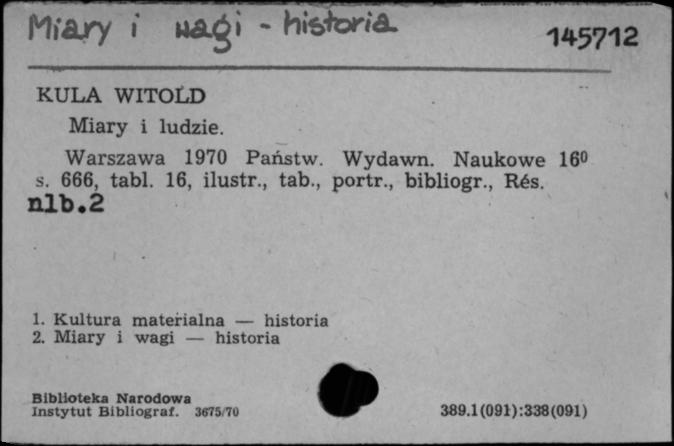 Miary i wagi - historia
145712
KULA WITOLD
Miary i ludzie.
Warszawa 1970 Państw. Wydawn. Naukowe 16⁰
s. 666, tabl. 16, ilustr., tab., portr., bibliogr., Rés.
nlb.2
1. Kultura materialna — historia
2. Miary i wagi — historia
Biblioteka Narodowa
Instytut Bibliograf. 3675/70
389.1(091):338(091)